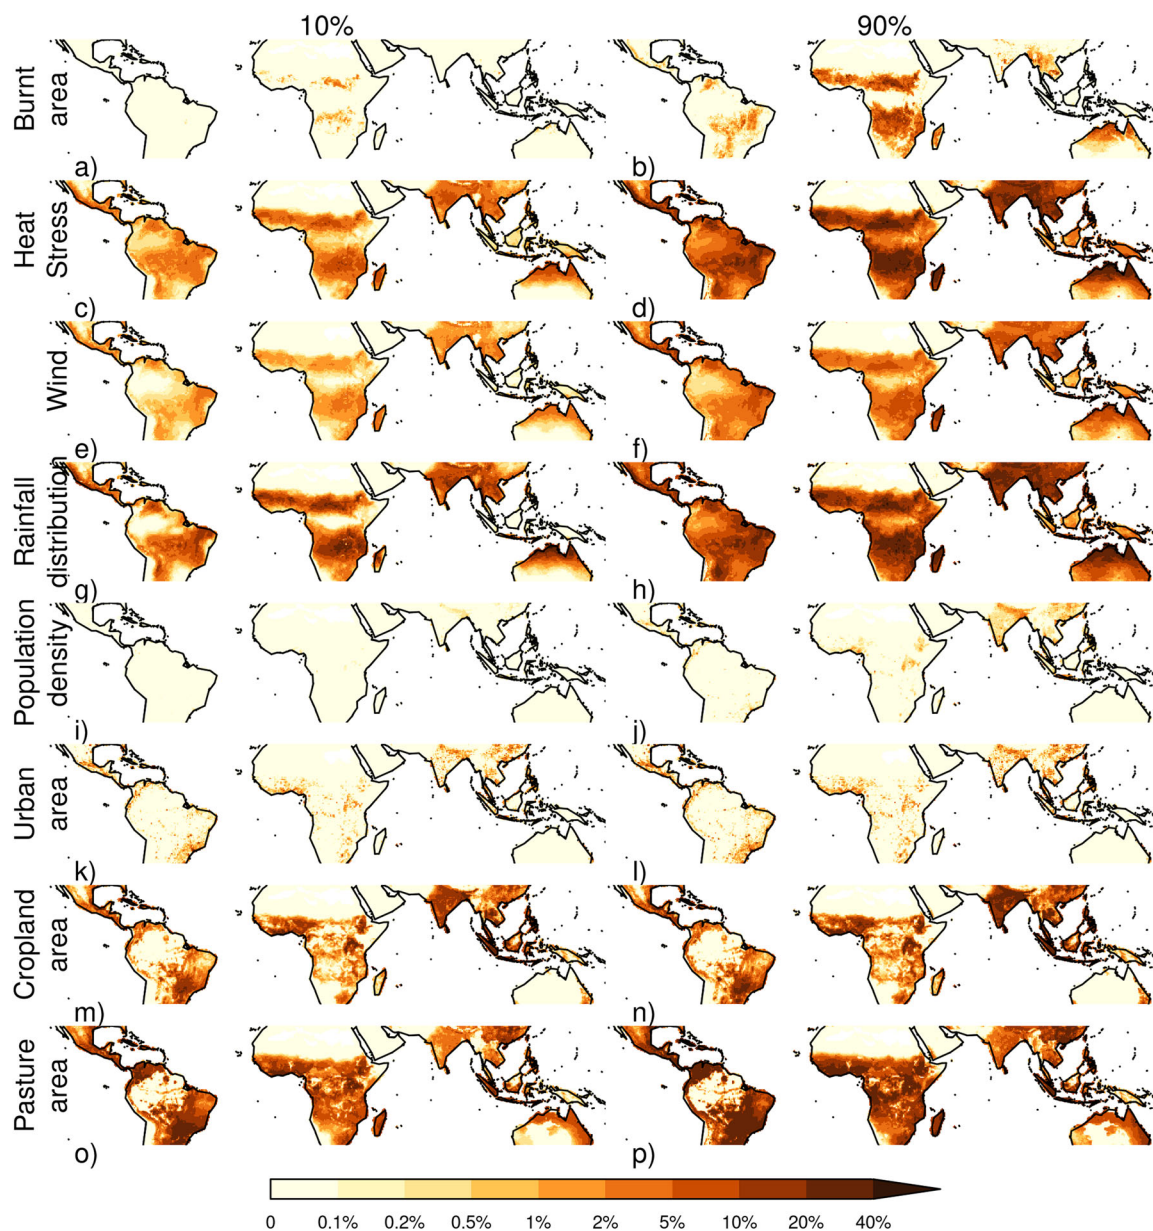 10%
90%
Burnt
area
a)
b)
Heat
Stress
c)
d)
Wind
e)
f)
Rainfall
distribution
g)
h)
Population
density
i)
j)
Urban
area
k)
l)
Cropland
area
m)
n)
Pasture
area
o)
p)
0 0.1% 0.2% 0.5% 1% 2% 5% 10% 20% 40%